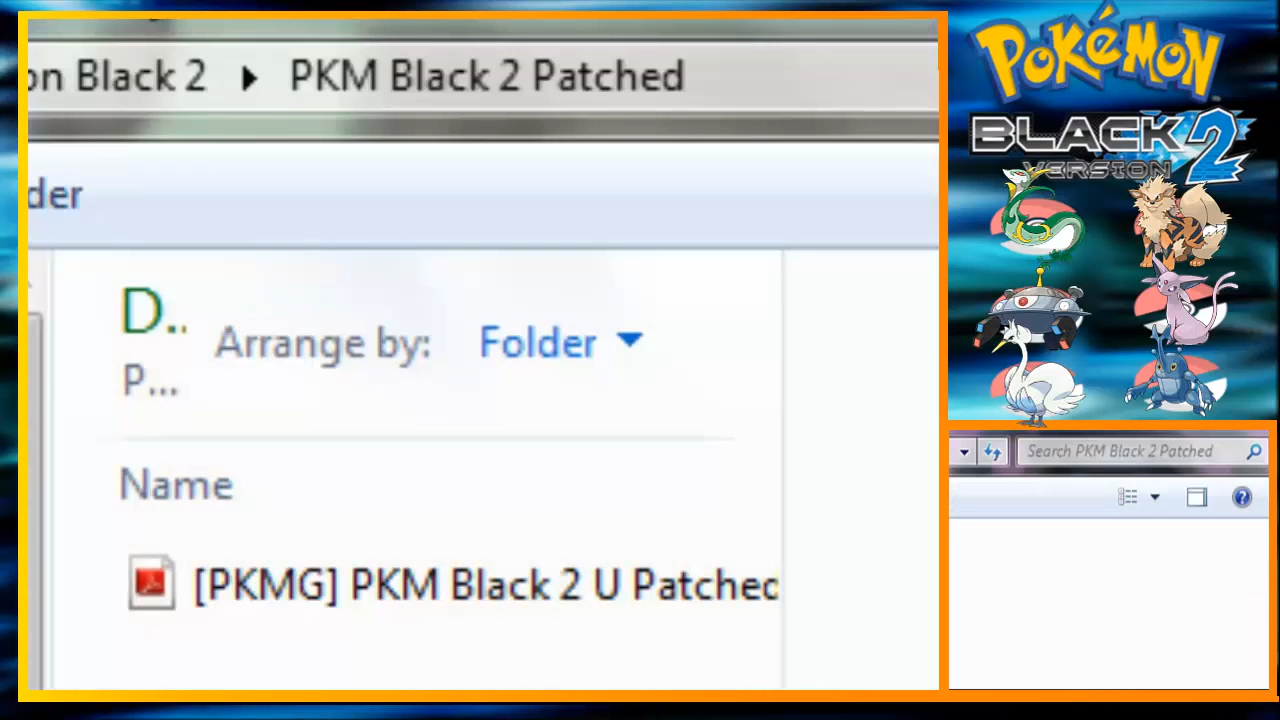 on Black 2 ▶ PKM Black 2 Patched
der
D...
Arrange by: Folder
P...
Name
[PKMG] PKM Black 2 U Patched
POKéMON
BLACK 2
VERSION
Search PKM Black 2 Patched